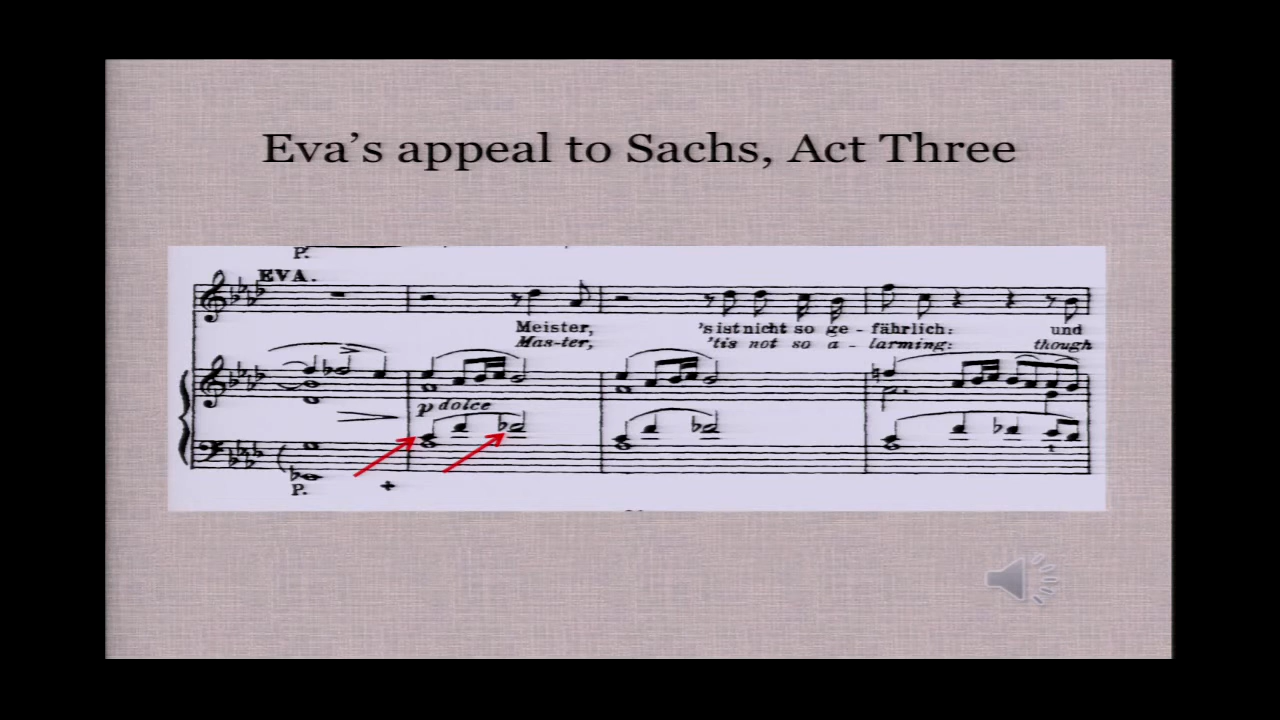 Eva’s appeal to Sachs, Act Three
P.
EVA.
Meister, 's ist nicht so ge - fährlich: und
Mas-ter, 'tis not so a - larming: though
p dolce
P.